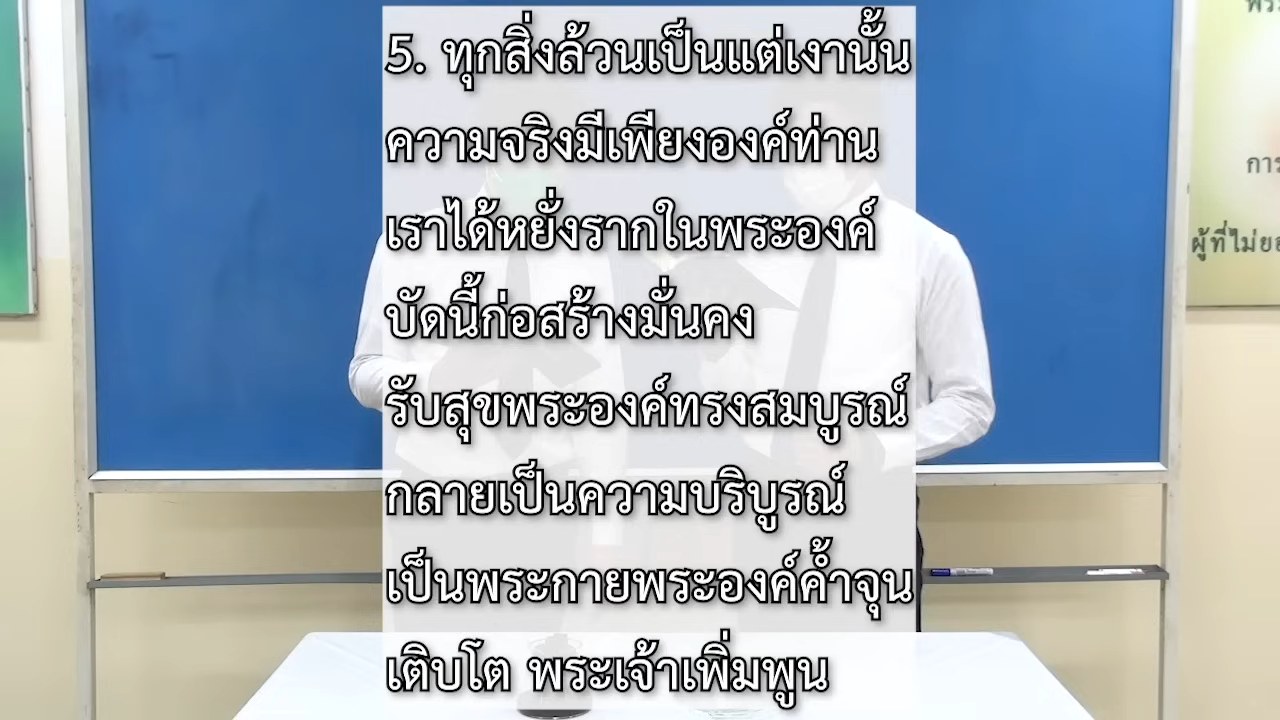 5. ทุกสิ่งล้วนเป็นแต่เงานั้น
ความจริงมีเพียงองค์ท่าน
เราได้หยั่งรากในพระองค์
บัดนี้ก่อสร้างมั่นคง
รับสุขพระองค์ทรงสมบูรณ์
กลายเป็นความบริบูรณ์
เป็นพระกายพระองค์ค้ำจุน
เติบโต พระเจ้าเพิ่มพูน
ผู้ที่ไม่